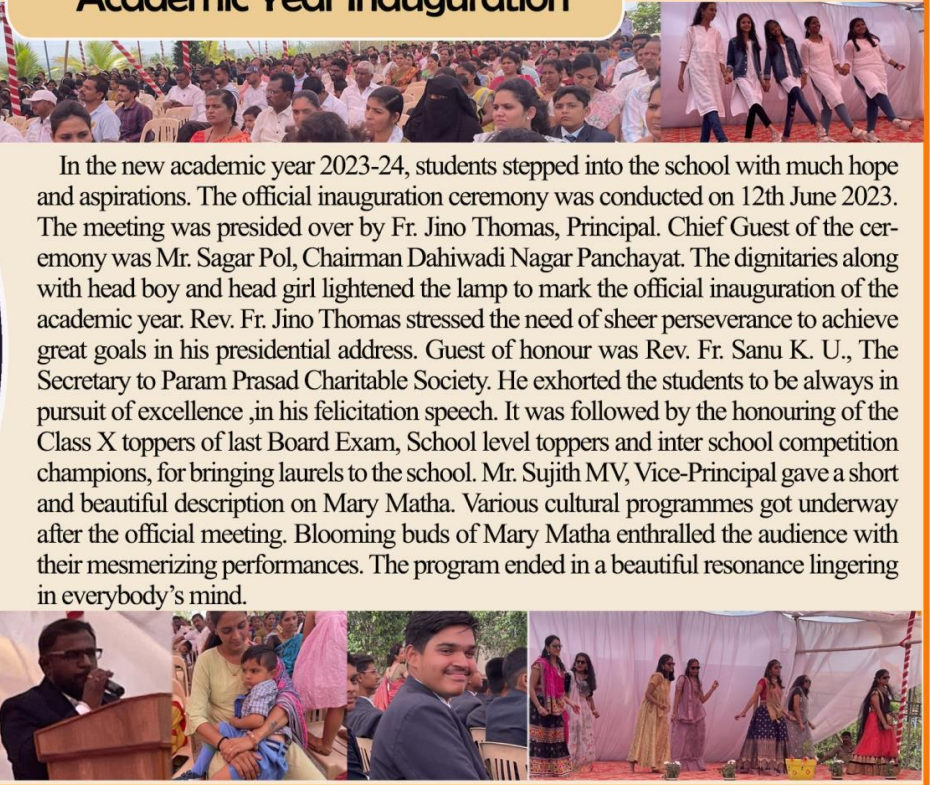 Academic Year Inauguration
In the new academic year 2023-24, students stepped into the school with much hope
and aspirations. The official inauguration ceremony was conducted on 12th June 2023.
The meeting was presided over by Fr. Jino Thomas, Principal. Chief Guest of the cer-
emony was Mr. Sagar Pol, Chairman Dahiwadi Nagar Panchayat. The dignitaries along
with head boy and head girl lightened the lamp to mark the official inauguration of the
academic year. Rev. Fr. Jino Thomas stressed the need of sheer perseverance to achieve
great goals in his presidential address. Guest of honour was Rev. Fr. Sanu K. U., The
Secretary to Param Prasad Charitable Society. He exhorted the students to be always in
pursuit of excellence ,in his felicitation speech. It was followed by the honouring of the
Class X toppers of last Board Exam, School level toppers and inter school competition
champions, for bringing laurels to the school. Mr. Sujith MV, Vice-Principal gave a short
and beautiful description on Mary Matha. Various cultural programmes got underway
after the official meeting. Blooming buds of Mary Matha enthralled the audience with
their mesmerizing performances. The program ended in a beautiful resonance lingering
in everybody's mind.